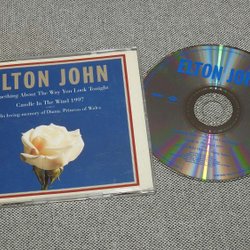 ELTON JOHN
Something About The Way You Look Tonight
Candle In The Wind 1997
In loving memory of Diana, Princess of Wales
ELTON JOHN